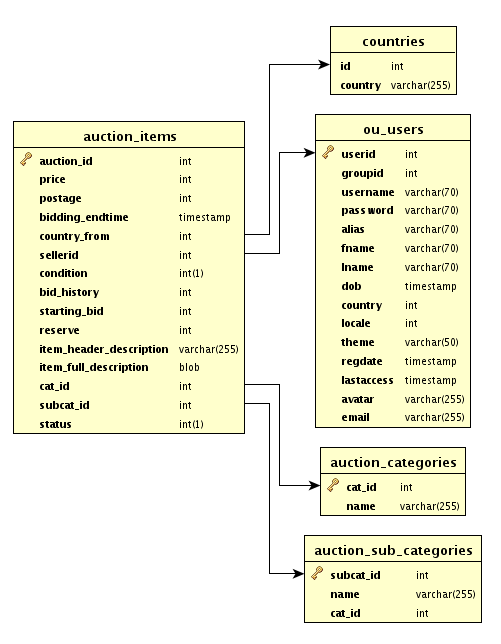 countries
id int
country varchar(255)
ou_users
userid int
groupid int
username varchar(70)
password varchar(70)
alias varchar(70)
fname varchar(70)
lname varchar(70)
dob timestamp
country int
locale int
theme varchar(50)
regdate timestamp
lastaccess timestamp
avatar varchar(255)
email varchar(255)
auction_items
auction_id int
price int
postage int
bidding_endtime timestamp
country_from int
sellerid int
condition int(1)
bid_history int
starting_bid int
reserve int
item_header_description varchar(255)
item_full_description blob
cat_id int
subcat_id int
status int(1)
auction_categories
cat_id int
name varchar(255)
auction_sub_categories
subcat_id int
name varchar(255)
cat_id int